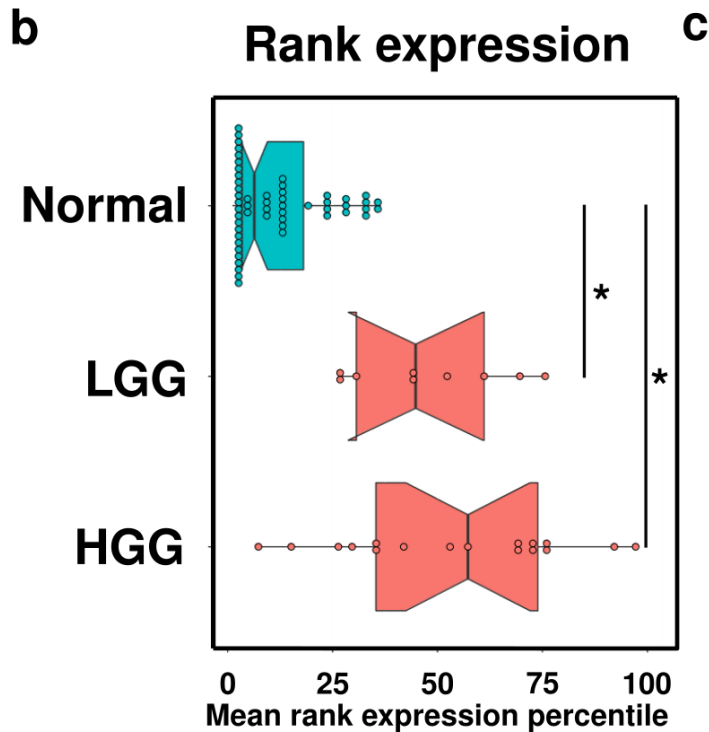 b
Rank expression
c
Normal
*
LGG
*
HGG
0 25 50 75 100
Mean rank expression percentile